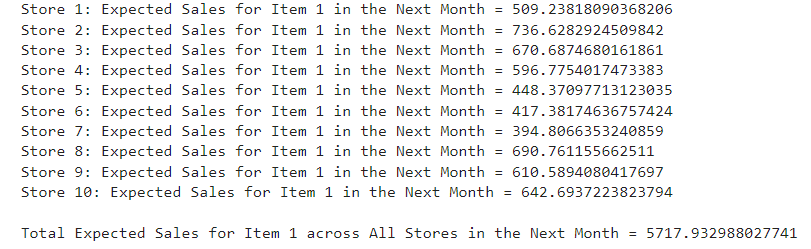 Store 1: Expected Sales for Item 1 in the Next Month = 509.23818090368206
Store 2: Expected Sales for Item 1 in the Next Month = 736.6282924509842
Store 3: Expected Sales for Item 1 in the Next Month = 670.6874680161861
Store 4: Expected Sales for Item 1 in the Next Month = 596.7754017473383
Store 5: Expected Sales for Item 1 in the Next Month = 448.37097713123035
Store 6: Expected Sales for Item 1 in the Next Month = 417.38174636757424
Store 7: Expected Sales for Item 1 in the Next Month = 394.8066353240859
Store 8: Expected Sales for Item 1 in the Next Month = 690.761155662511
Store 9: Expected Sales for Item 1 in the Next Month = 610.5894080417697
Store 10: Expected Sales for Item 1 in the Next Month = 642.6937223823794
Total Expected Sales for Item 1 across All Stores in the Next Month = 5717.932988027741